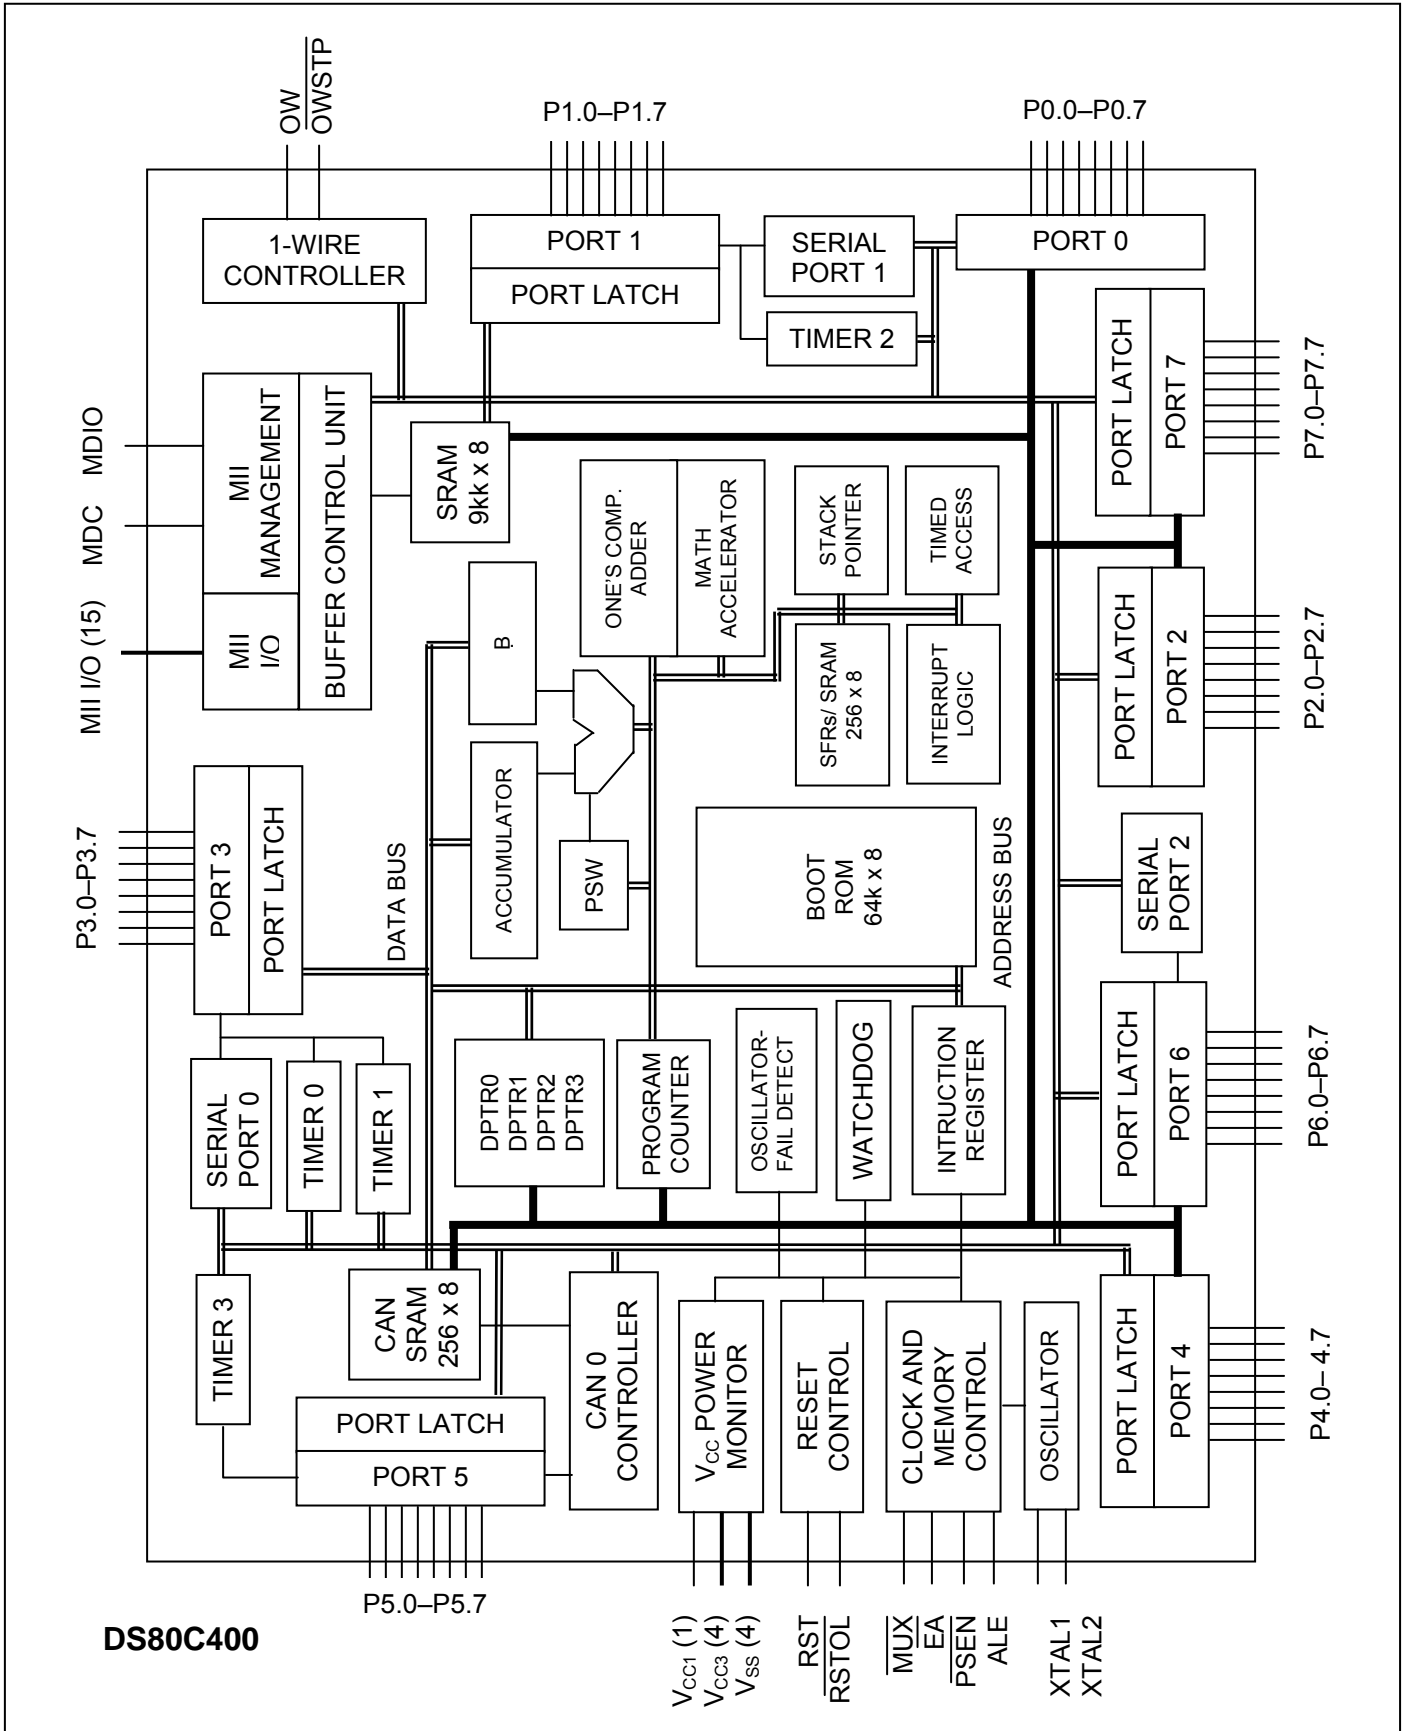 OW
OWSTP
P1.0–P1.7
P0.0–P0.7
1-WIRE
CONTROLLER
PORT 1
PORT LATCH
SERIAL
PORT 1
TIMER 2
PORT 0
PORT LATCH
PORT 7
P7.0–P7.7
MDIO
MDC
MII I/O (15)
MII
MANAGEMENT
MII
I/O
BUFFER CONTROL UNIT
SRAM
9kk x 8
ONE'S COMP.
ADDER
MATH
ACCELERATOR
STACK
POINTER
TIMED
ACCESS
B
SFRs/ SRAM
256 x 8
INTERRUPT
LOGIC
PORT LATCH
PORT 2
P2.0–P2.7
P3.0–P3.7
PORT 3
PORT LATCH
DATA BUS
ACCUMULATOR
PSW
BOOT
ROM
64k x 8
ADDRESS BUS
SERIAL
PORT 2
SERIAL
PORT 0
TIMER 0
TIMER 1
DPTR0
DPTR1
DPTR2
DPTR3
PROGRAM
COUNTER
OSCILLATOR-
FAIL DETECT
WATCHDOG
INTRUCTION
REGISTER
PORT LATCH
PORT 6
P6.0–P6.7
TIMER 3
CAN
SRAM
256 x 8
CAN 0
CONTROLLER
VCC POWER
MONITOR
RESET
CONTROL
CLOCK AND
MEMORY
CONTROL
OSCILLATOR
PORT LATCH
PORT 4
P4.0– 4.7
PORT LATCH
PORT 5
P5.0–P5.7
VCC1 (1)
VCC3 (4)
VSS (4)
RST
RSTOL
MUX
EA
PSEN
ALE
XTAL1
XTAL2
DS80C400